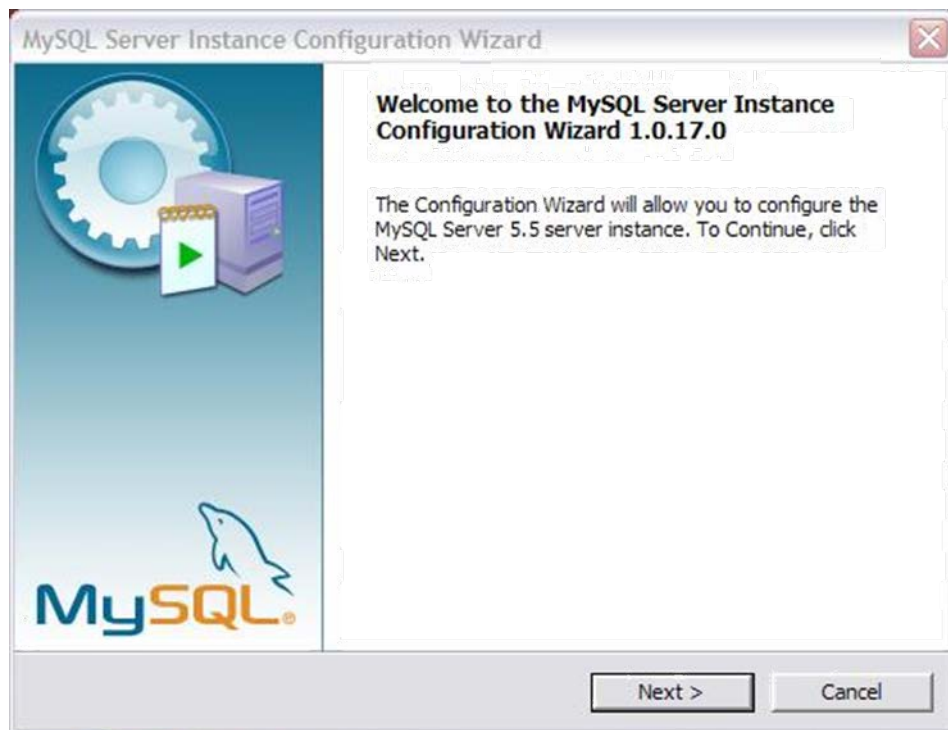 MySQL Server Instance Configuration Wizard
Welcome to the MySQL Server Instance
Configuration Wizard 1.0.17.0
The Configuration Wizard will allow you to configure the
MySQL Server 5.5 server instance. To Continue, click
Next.
MySQL®
Next >
Cancel